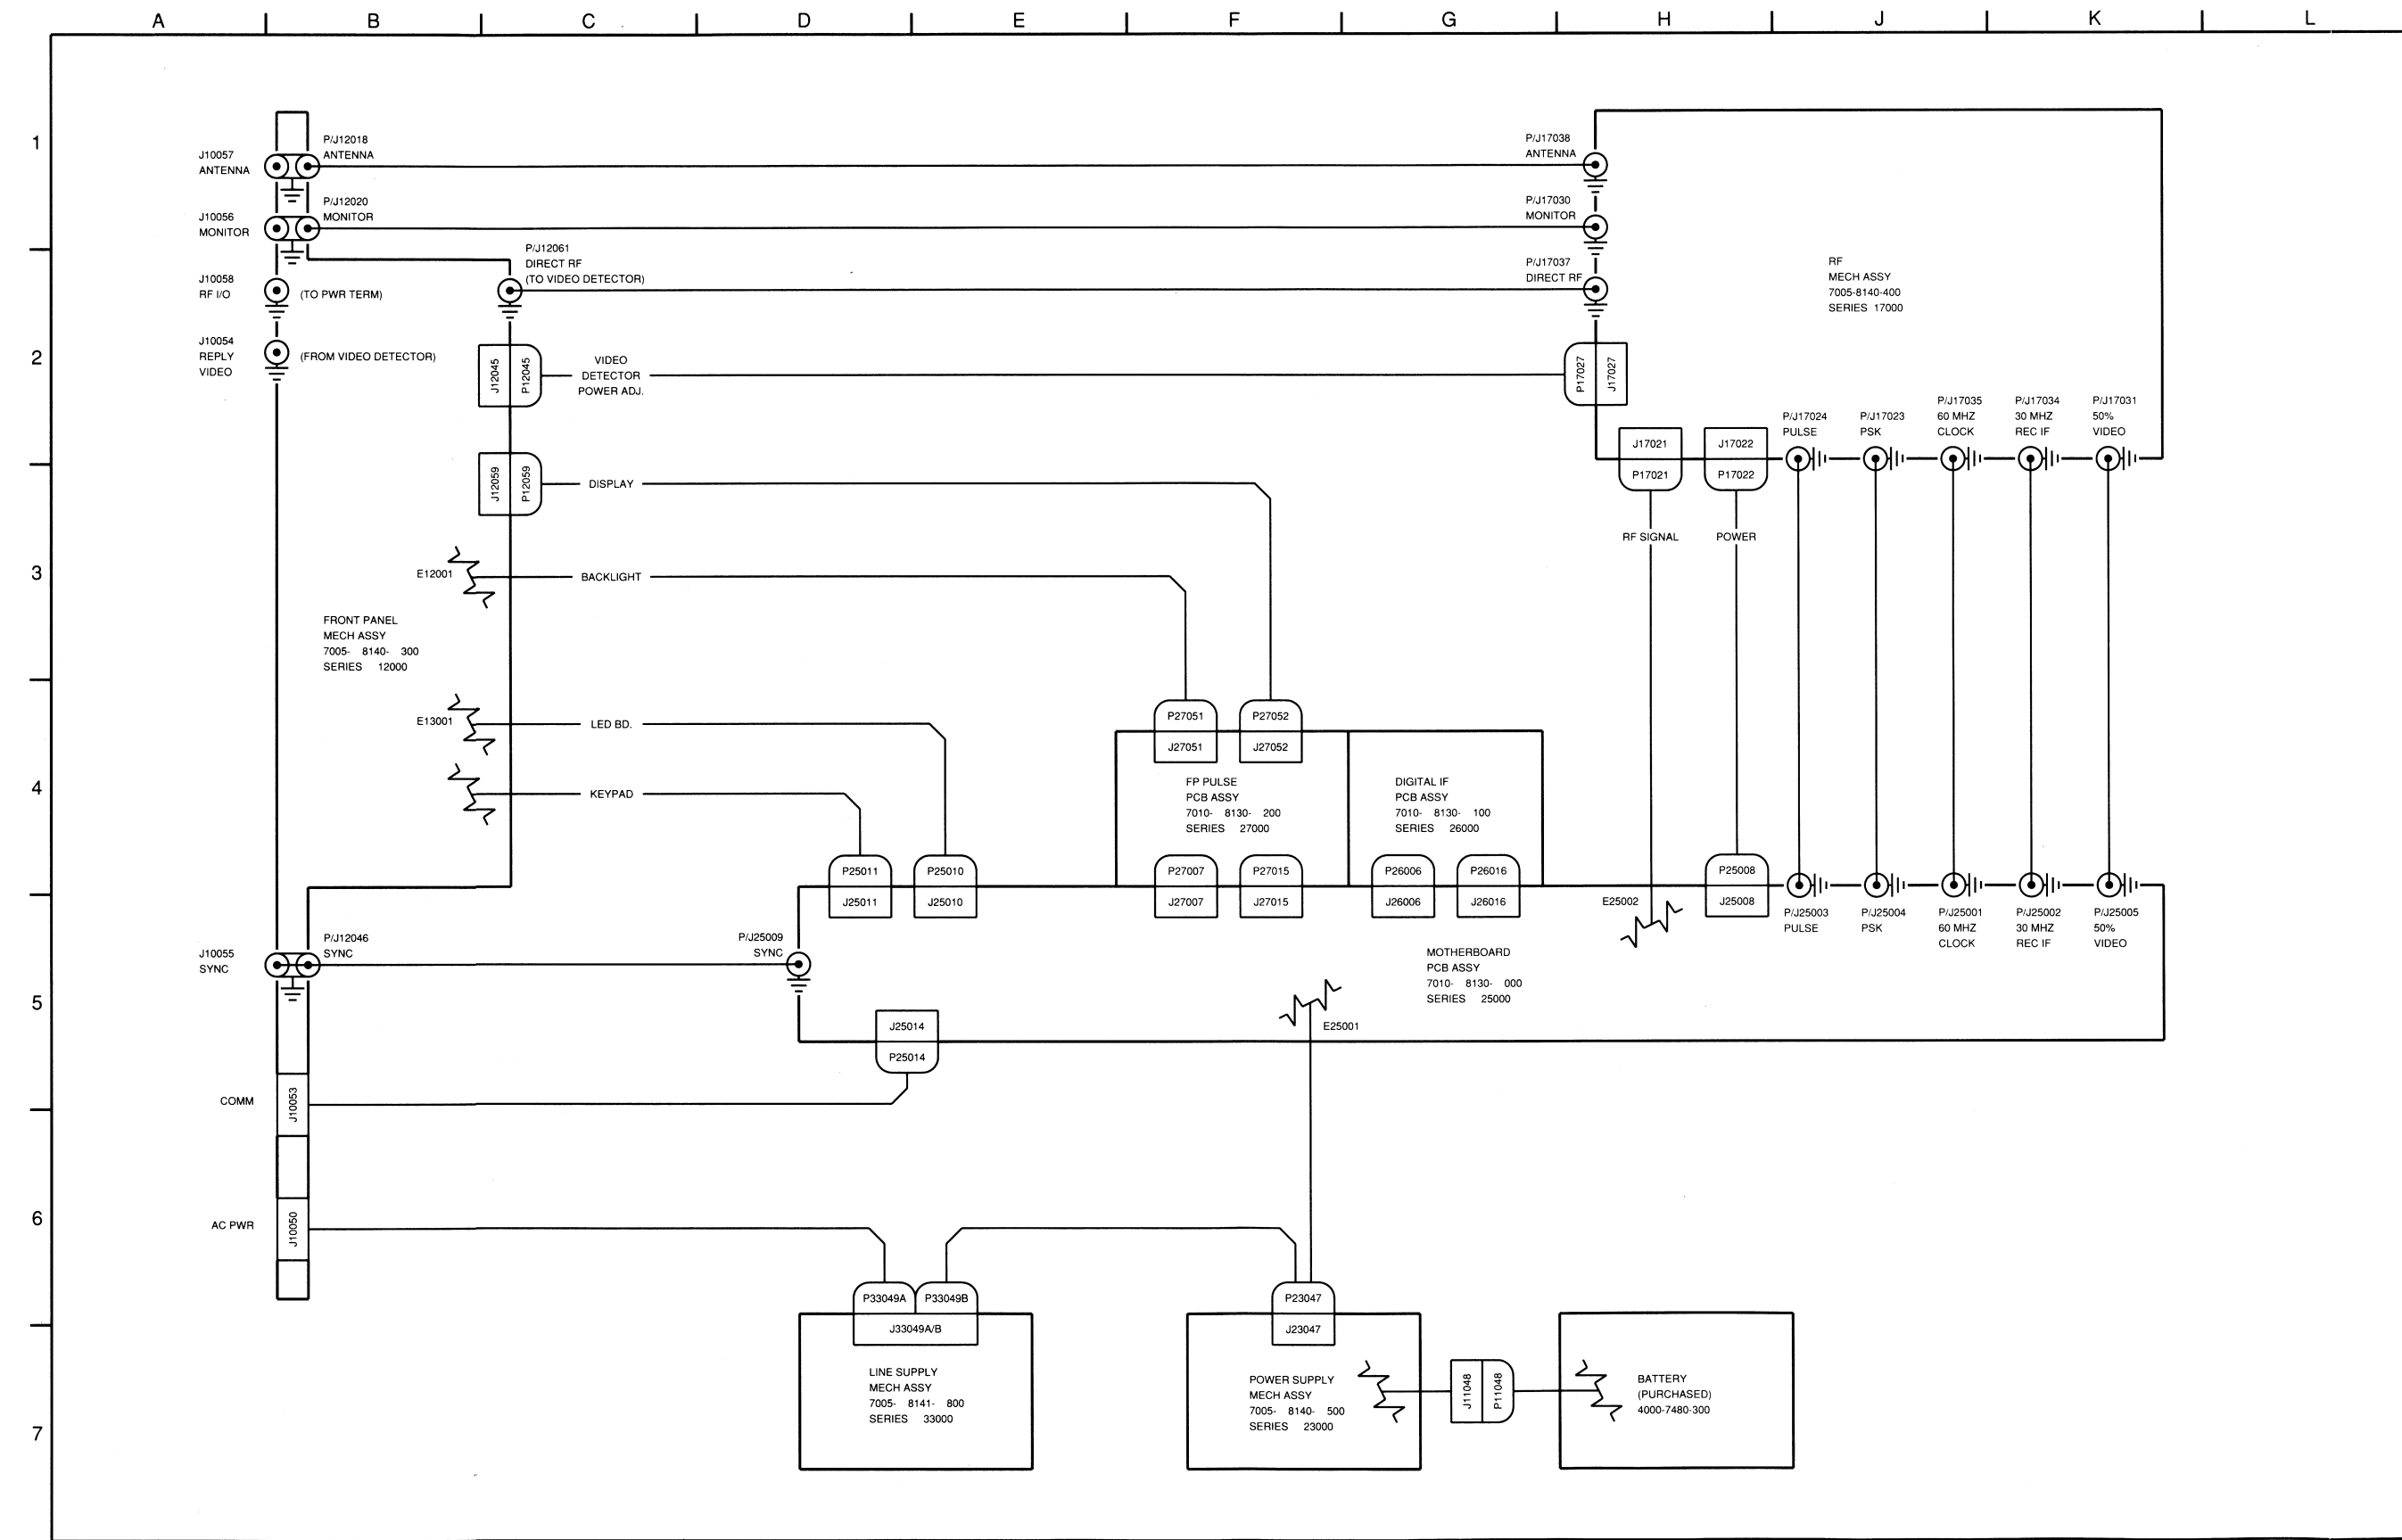 A B C D E F G H J K L
1
2
3
4
5
6
7
J10057
ANTENNA
P/J12018
ANTENNA
P/J17038
ANTENNA
J10056
MONITOR
P/J12020
MONITOR
P/J17030
MONITOR
J10058
RF I/O
(TO PWR TERM)
P/J12061
DIRECT RF
(TO VIDEO DETECTOR)
P/J17037
DIRECT RF
RF
MECH ASSY
7005-8140-400
SERIES 17000
J10054
REPLY
VIDEO
(FROM VIDEO DETECTOR)
J12045
P12045
VIDEO
DETECTOR
POWER ADJ.
P17027
J17027
J17021
P17021
J17022
P17022
P/J17024
PULSE
P/J17023
PSK
P/J17035
60 MHZ
CLOCK
P/J17034
30 MHZ
REC IF
P/J17031
50%
VIDEO
J12059
P12059
DISPLAY
RF SIGNAL
POWER
E12001
BACKLIGHT
FRONT PANEL
MECH ASSY
7005- 8140- 300
SERIES 12000
E13001
LED BD.
KEYPAD
P27051
J27051
P27052
J27052
FP PULSE
PCB ASSY
7010- 8130- 200
SERIES 27000
DIGITAL IF
PCB ASSY
7010- 8130- 100
SERIES 26000
P25011
J25011
P25010
J25010
P27007
J27007
P27015
J27015
P26006
J26006
P26016
J26016
E25002
P25008
J25008
P/J25003
PULSE
P/J25004
PSK
P/J25001
60 MHZ
CLOCK
P/J25002
30 MHZ
REC IF
P/J25005
50%
VIDEO
J10055
SYNC
P/J12046
SYNC
P/J25009
SYNC
MOTHERBOARD
PCB ASSY
7010- 8130- 000
SERIES 25000
E25001
J25014
P25014
COMM
J10053
AC PWR
J10050
P33049A
P33049B
J33049A/B
LINE SUPPLY
MECH ASSY
7005- 8141- 800
SERIES 33000
P23047
J23047
POWER SUPPLY
MECH ASSY
7005- 8140- 500
SERIES 23000
J11048
P11048
BATTERY
(PURCHASED)
4000-7480-300